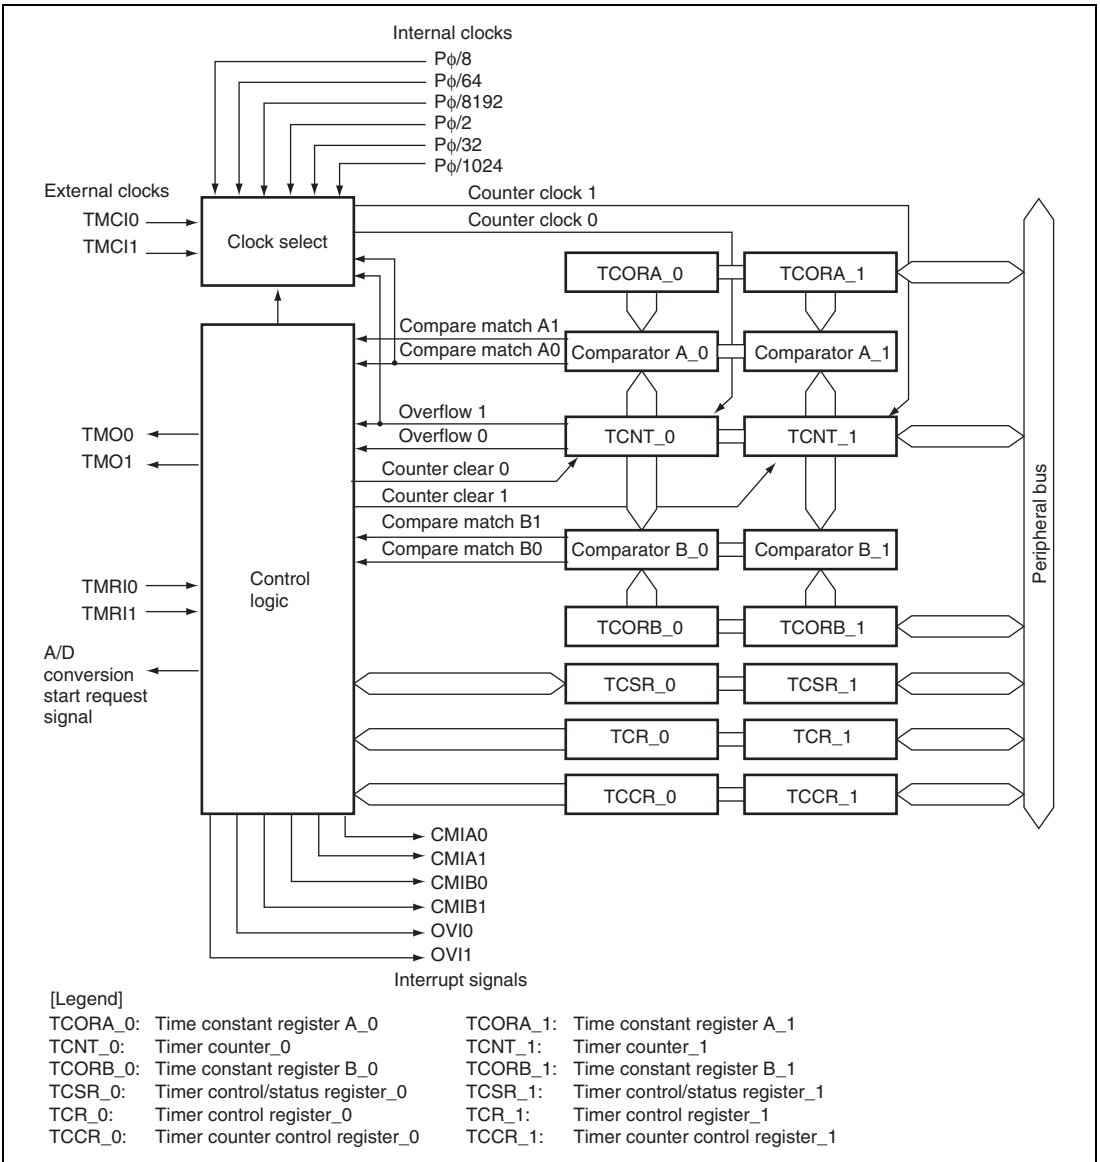 Internal clocks
Pϕ/8
Pϕ/64
Pϕ/8192
Pϕ/2
Pϕ/32
Pϕ/1024
External clocks
TMCI0
TMCI1
Clock select
Counter clock 1
Counter clock 0
TCORA_0
TCORA_1
Compare match A1
Compare match A0
Comparator A_0
Comparator A_1
TMO0
TMO1
Overflow 1
Overflow 0
TCNT_0
TCNT_1
Counter clear 0
Counter clear 1
Compare match B1
Compare match B0
Comparator B_0
Comparator B_1
Peripheral bus
Control
logic
TMRI0
TMRI1
TCORB_0
TCORB_1
A/D
conversion
start request
signal
TCSR_0
TCSR_1
TCR_0
TCR_1
TCCR_0
TCCR_1
CMIA0
CMIA1
CMIB0
CMIB1
OVI0
OVI1
Interrupt signals
[Legend]
TCORA_0: Time constant register A_0 TCORA_1: Time constant register A_1
TCNT_0: Timer counter_0 TCNT_1: Timer counter_1
TCORB_0: Time constant register B_0 TCORB_1: Time constant register B_1
TCSR_0: Timer control/status register_0 TCSR_1: Timer control/status register_1
TCR_0: Timer control register_0 TCR_1: Timer control register_1
TCCR_0: Timer counter control register_0 TCCR_1: Timer counter control register_1